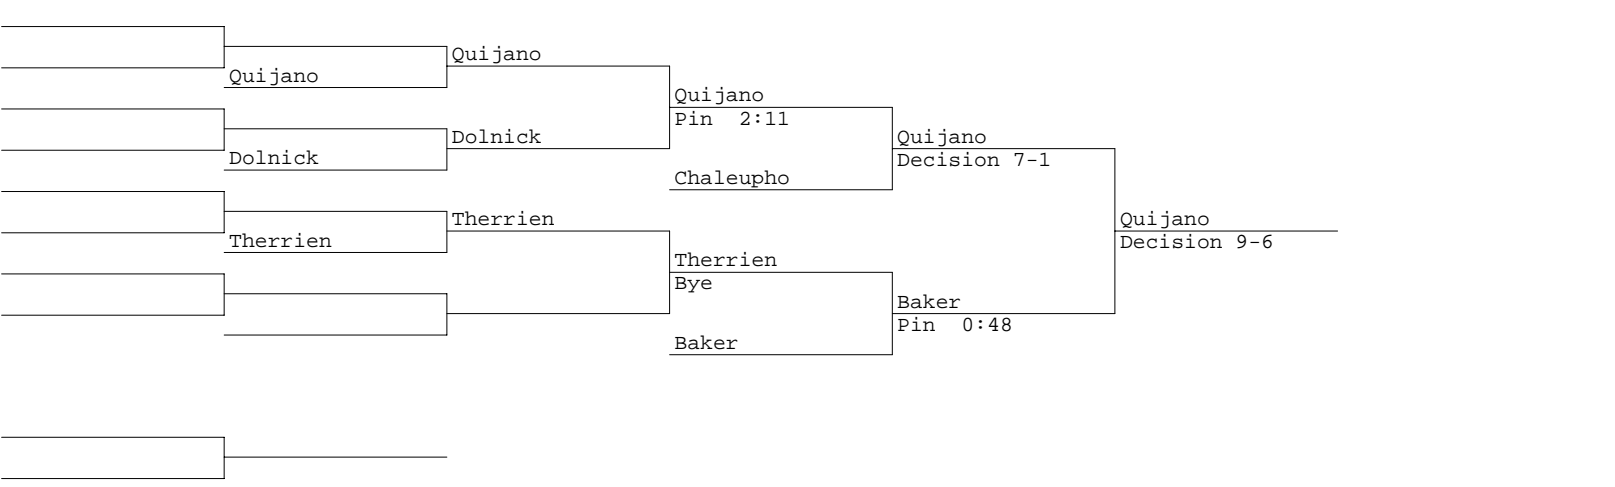 Quijano
Quijano
Quijano
Pin  2:11
Dolnick
Quijano
Dolnick
Decision 7-1
Chaleupho
Therrien
Quijano
Therrien
Decision 9-6
Therrien
Bye
Baker
Pin  0:48
Baker